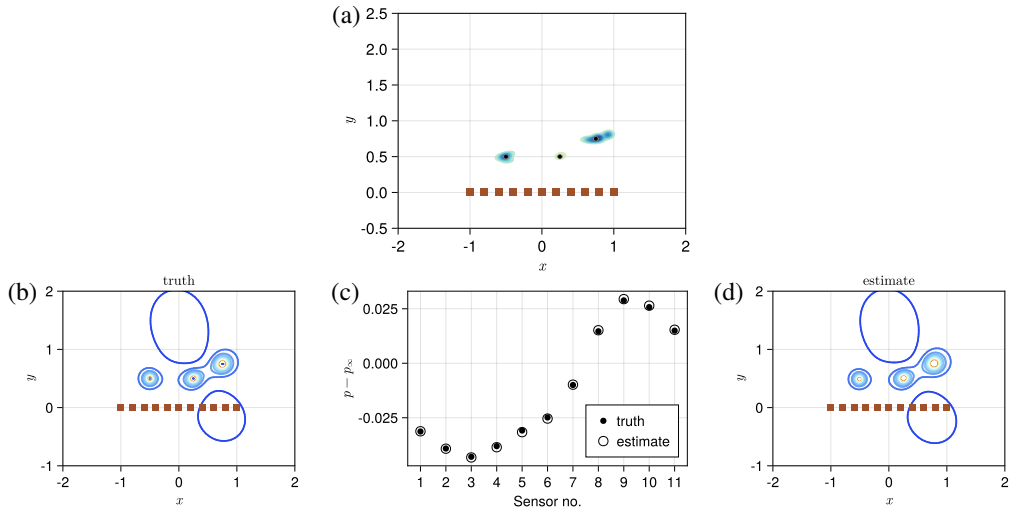 (a)
2.5
2.0
1.5
1.0
0.5
0.0
-0.5
y
-2 -1 0 1 2
x
(b)
truth
2
1
0
-1
y
-2 -1 0 1 2
x
(c)
0.025
0.000
-0.025
p − p∞
truth
estimate
1 2 3 4 5 6 7 8 9 10 11
Sensor no.
(d)
estimate
2
1
0
-1
y
-2 -1 0 1 2
x